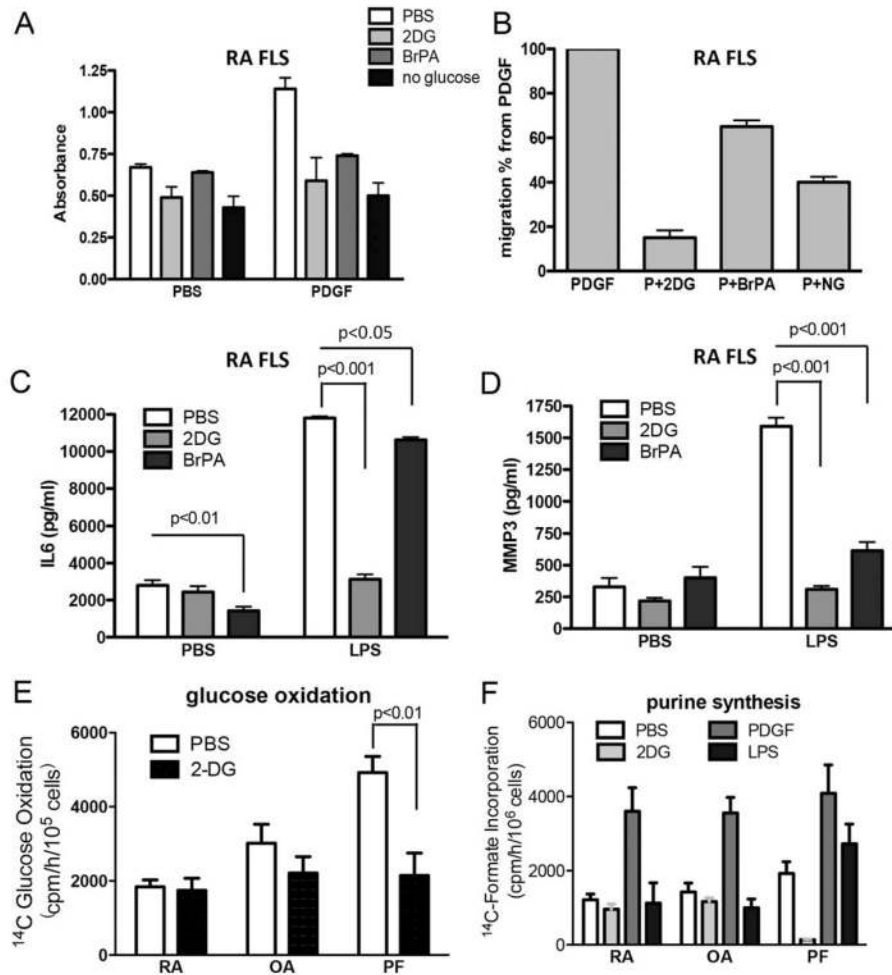 A
PBS
2DG
BrPA
no glucose
RA FLS
Absorbance
1.25
1.00
0.75
0.50
0.25
0.00
PBS PDGF
B
RA FLS
migration % from PDGF
100
80
60
40
20
0
PDGF P+2DG P+BrPA P+NG
C
RA FLS
p<0.05
p<0.001
PBS
2DG
BrPA
p<0.01
IL6 (pg/ml)
12000
10000
8000
6000
4000
2000
0
PBS LPS
D
RA FLS
p<0.001
p<0.001
PBS
2DG
BrPA
MMP3 (pg/ml)
1750
1500
1250
1000
750
500
250
0
PBS LPS
E
glucose oxidation
p<0.01
PBS
2-DG
¹⁴C Glucose Oxidation
(cpm/h/10⁵ cells)
6000
4000
2000
0
RA OA PF
F
purine synthesis
PBS PDGF
2DG LPS
¹⁴C-Formate Incorporation
(cpm/h/10⁶ cells)
6000
4000
2000
0
RA OA PF